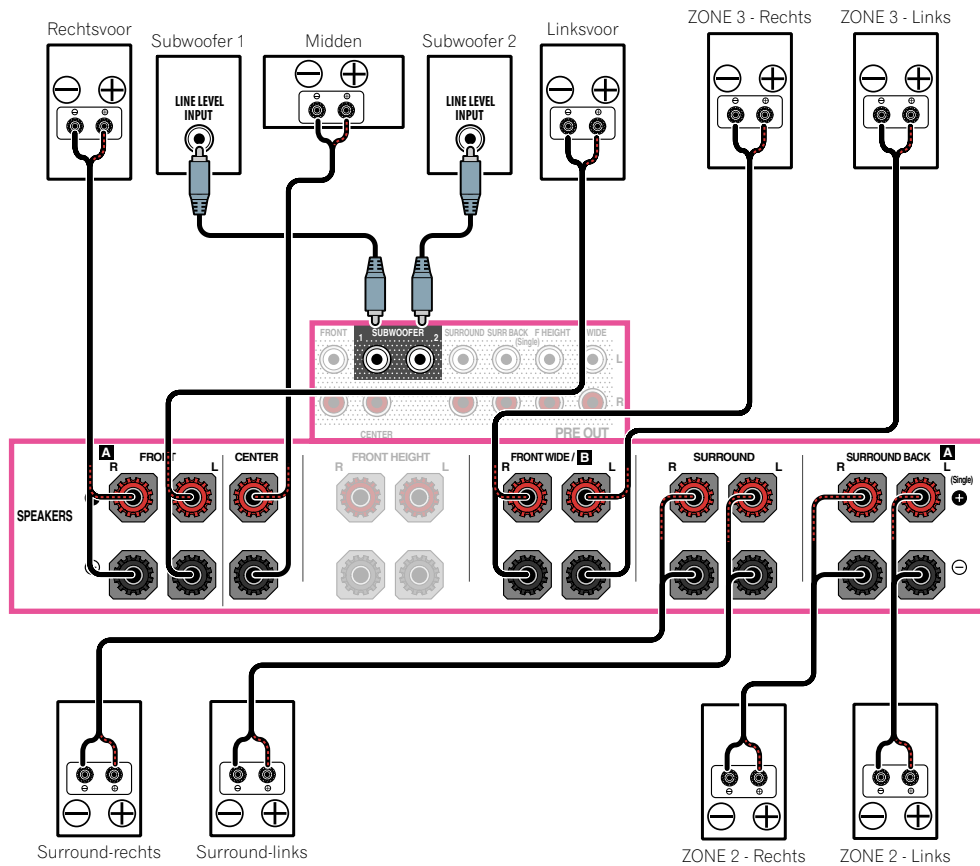 Rechtsvoor
Subwoofer 1
Midden
Subwoofer 2
Linksvoor
ZONE 3 - Rechts
ZONE 3 - Links
LINE LEVEL
INPUT
LINE LEVEL
INPUT
FRONT
1 SUBWOOFER 2
SURROUND
SURR BACK
(Single)
F HEIGHT
WIDE
L
R
CENTER
PRE OUT
SPEAKERS
A
FRONT
R L
CENTER
FRONT HEIGHT
R L
FRONT WIDE / B
R L
SURROUND
R L
SURROUND BACK A
R L
(Single)
Surround-rechts
Surround-links
ZONE 2 - Rechts
ZONE 2 - Links